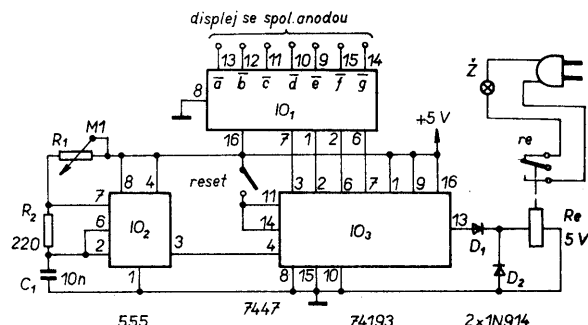 displej se spol. anodou
13 12 11 10 9 15 14
a b c d e f g
8
IO1
16 7 1 2 6
+5 V
Ž
re
R1 M1
reset
8 4
3 2 6 7 1 9 16
7
R2
220
6
2
IO2
3
11
14
4
IO3
13
D1
Re
5 V
C1 10n
1
8 15 10
D2
555
7447
74193
2×1N914